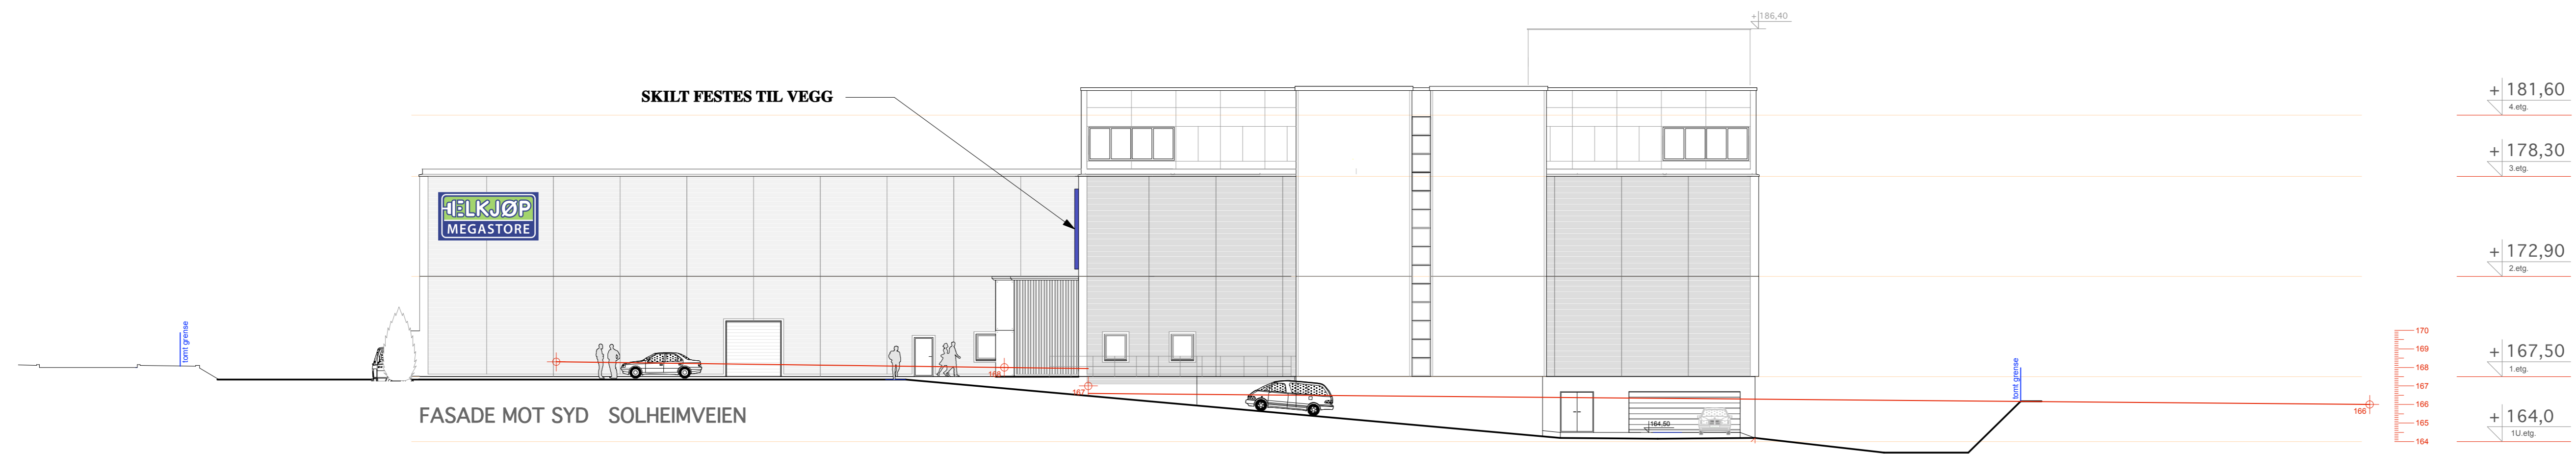 +186,40
SKILT FESTES TIL VEGG
+ 181,60
4.etg.
+ 178,30
3.etg.
ELKJØP
MEGASTORE
+ 172,90
2.etg.
tomt grense
170
169
168
167
166
165
164
+ 167,50
1.etg.
168
167
tomt grense
166
FASADE MOT SYD SOLHEIMVEIEN
164,50
+ 164,0
1U.etg.